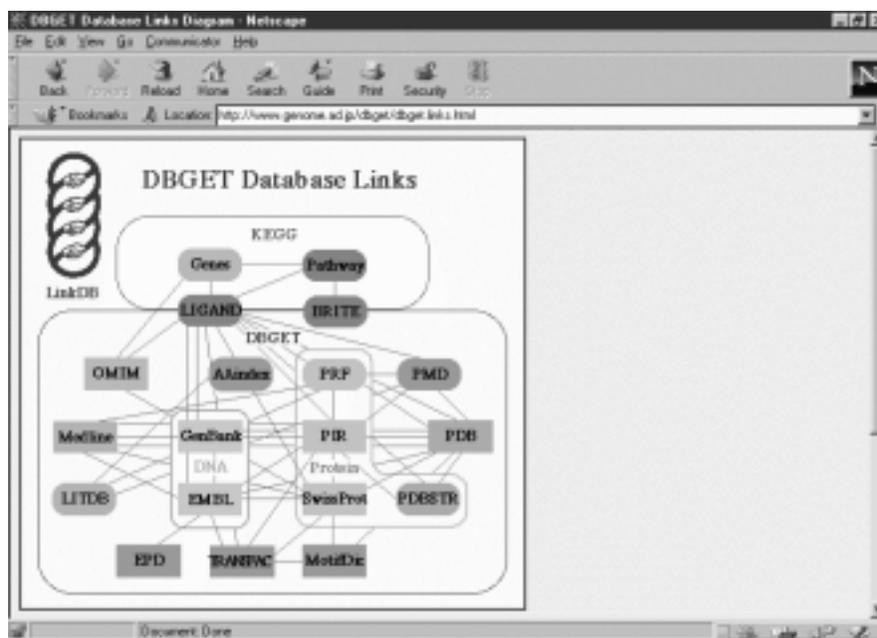 DBGET Database Links Diagram - Netscape
File Edit View Go Communicator Help
Back Forward Reload Home Search Guide Print Security Stop
N
Bookmarks Location: http://www.genome.ad.jp/dbget/dbget.links.html
DBGET Database Links
KEGG
Genes Pathway
LinkDB
LIGAND BRITE
DBGET
OMIM AAindex PRF PMD
Medline GenBank PIR PDB
DNA Protein
LITDB EMBL SwissProt PDBSTR
EPD TRANSFAC MotifDic
Document: Done